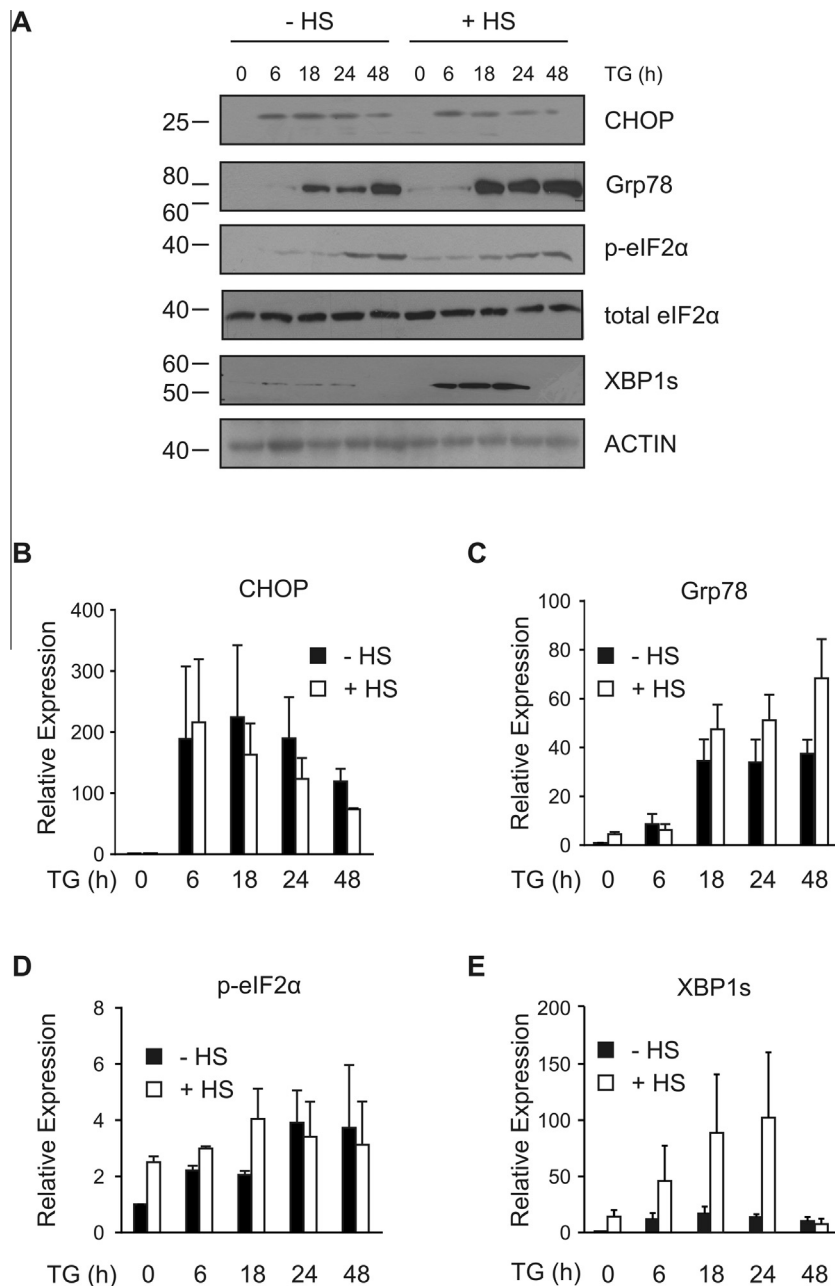 A
- HS + HS
0 6 18 24 48 0 6 18 24 48 TG (h)
25 CHOP
80
60
Grp78
40 p-eIF2α
40 total eIF2α
60
50
XBP1s
40 ACTIN
B
CHOP
Relative Expression
400
300
200
100
0
- HS
+ HS
TG (h) 0 6 18 24 48
C
Grp78
Relative Expression
100
80
60
40
20
0
- HS
+ HS
TG (h) 0 6 18 24 48
D
p-eIF2α
Relative Expression
8
6
4
2
0
- HS
+ HS
TG (h) 0 6 18 24 48
E
XBP1s
Relative Expression
200
150
100
50
0
- HS
+ HS
TG (h) 0 6 18 24 48